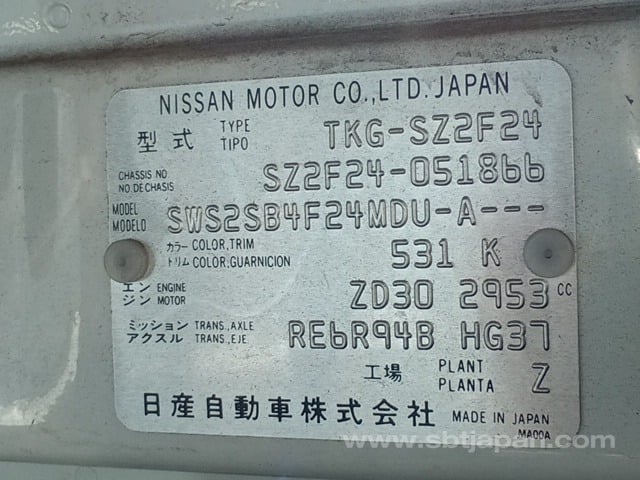 NISSAN MOTOR CO.,LTD. JAPAN
型式 TYPE TIPO TKG-SZ2F24
CHASSIS NO NO.DE CHASIS SZ2F24-051866
MODEL MODELO SWS2SB4F24MDU-A---
カラー COLOR,TRIM
トリム COLOR,GUARNICION 531 K
エンジン ENGINE MOTOR ZD30 2953 CC
ミッション TRANS.,AXLE
アクスル TRANS.,EJE RE6R94B HG37
工場 PLANT PLANTA Z
日産自動車株式会社 MADE IN JAPAN
MA00A
www.sbtjapan.com